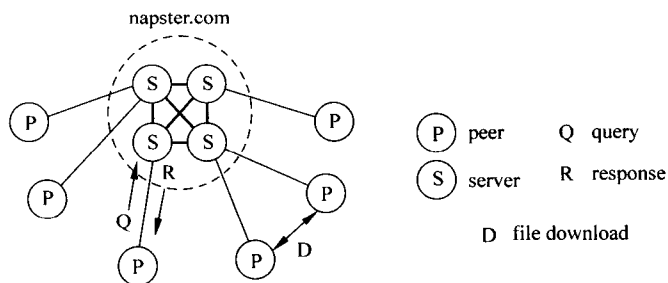 napster.com
S S
P P
P peer Q query
S S
S server R response
R
P P
Q
D file download
D
P P